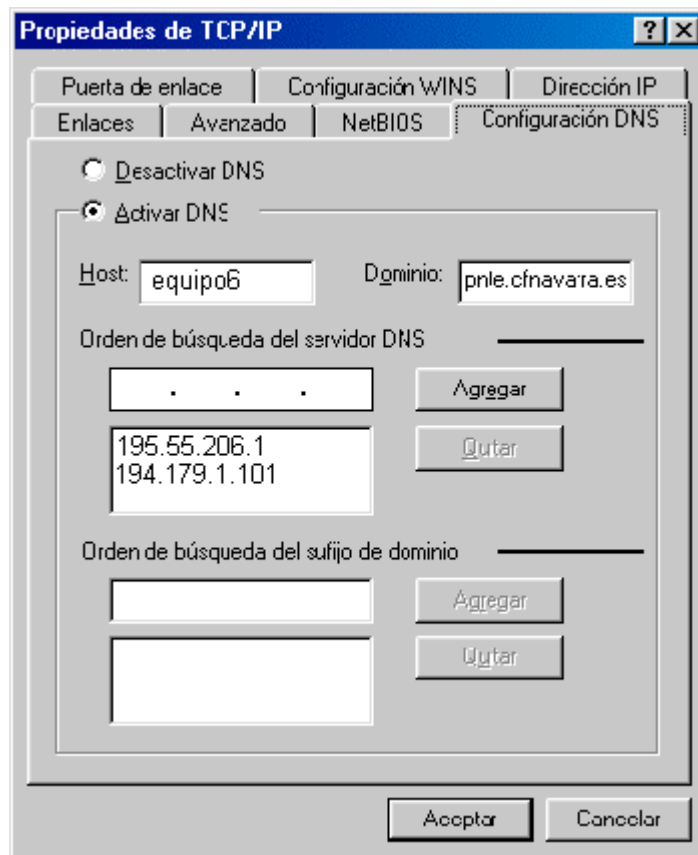 Propiedades de TCP/IP
Puerta de enlace Configuración WINS Dirección IP
Enlaces Avanzado NetBIOS Configuración DNS
Desactivar DNS
Activar DNS
Host: equipo6 Dominio: pnle.cfnavarra.es
Orden de búsqueda del servidor DNS
. . . Agregar
195.55.206.1 Quitar
194.179.1.101
Orden de búsqueda del sufijo de dominio
Agregar
Quitar
Aceptar Cancelar